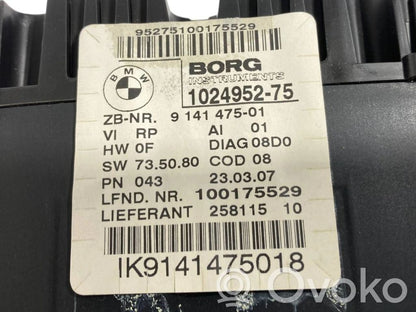 95275100175529
BMW
BORG
INSTRUMENTS
1024952-75
ZB-NR. 9 141 475-01
VI RP AI 01
HW 0F DIAG 08D0
SW 73.50.80 COD 08
PN 043 23.03.07
LFND. NR. 100175529
LIEFERANT 258115 10
IK9141475018
Ovoko